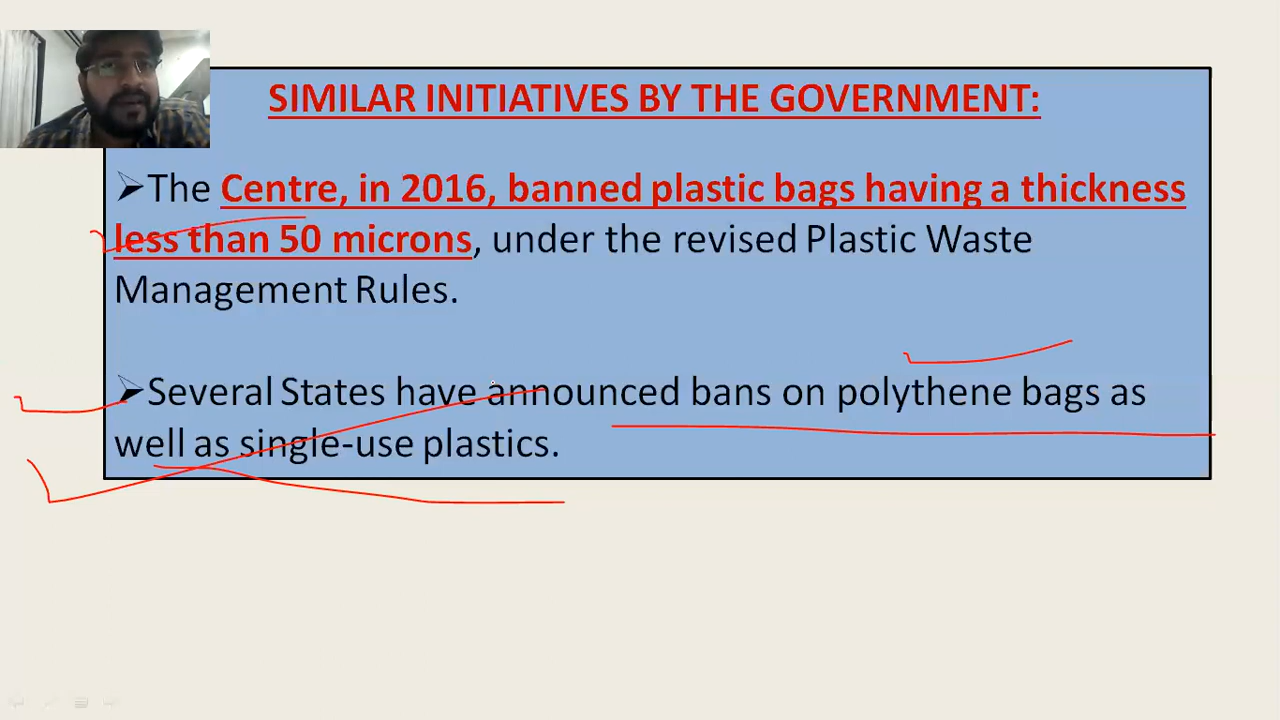 SIMILAR INITIATIVES BY THE GOVERNMENT:
➢The Centre, in 2016, banned plastic bags having a thickness
less than 50 microns, under the revised Plastic Waste
Management Rules.
➢Several States have announced bans on polythene bags as
well as single-use plastics.